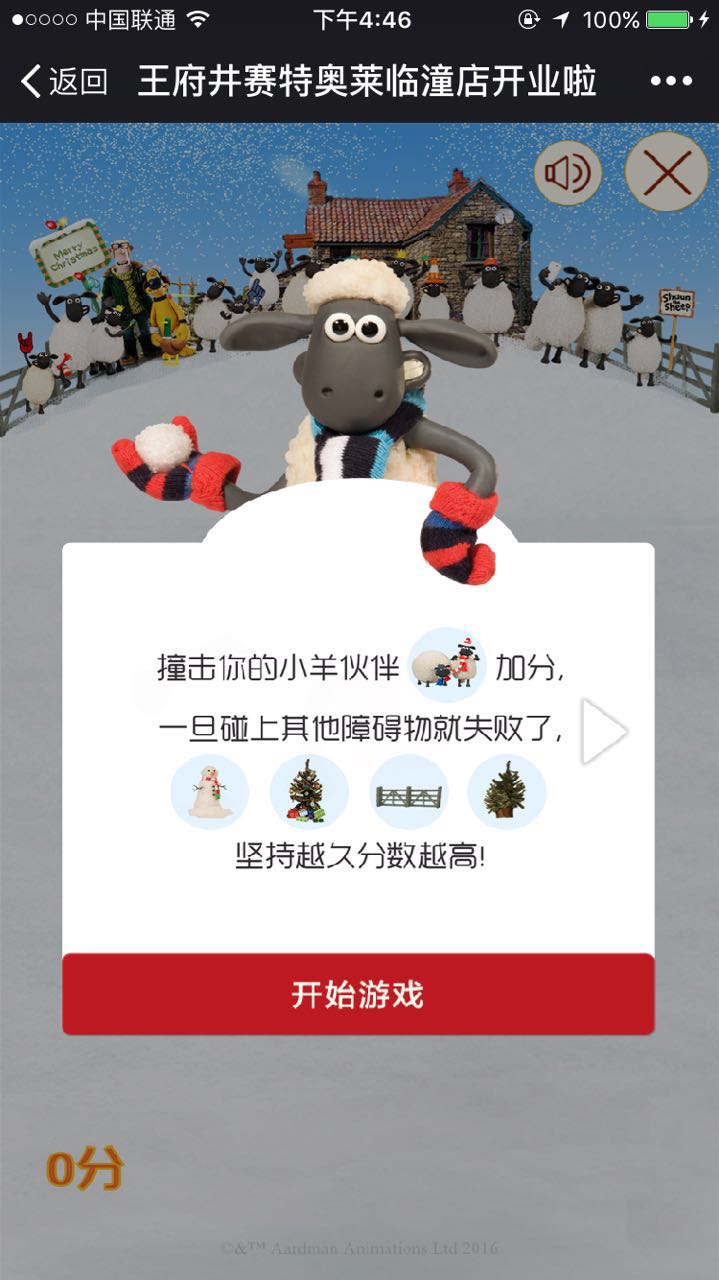 中国联通
下午4:46
100%
返回
王府井赛特奥莱临潼店开业啦
Merry
Christmas
Shaun
the
Sheep
撞击你的小羊伙伴 加分,
一旦碰上其他障碍物就失败了,
坚持越久分数越高!
开始游戏
0分
©&™ Aardman Animations Ltd 2016